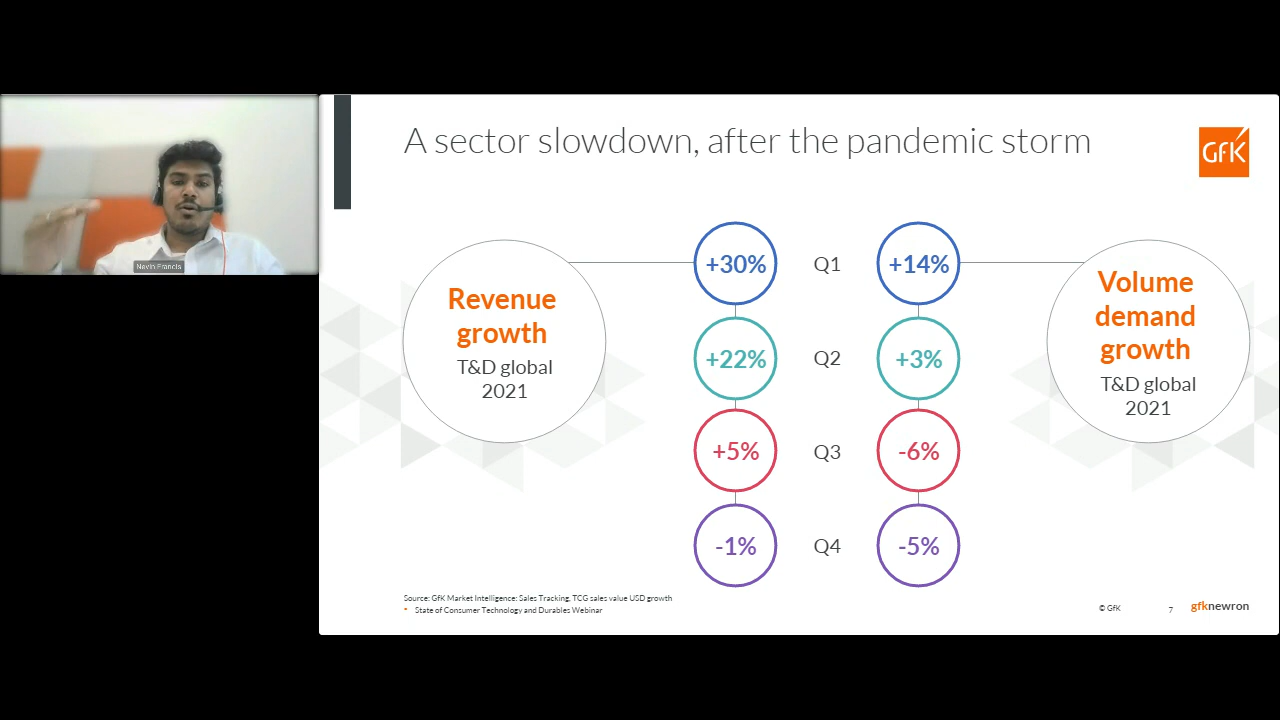 A sector slowdown, after the pandemic storm
GfK
Nevin Francis
Revenue
growth
T&D global
2021
+30%
Q1
+14%
+22%
Q2
+3%
+5%
Q3
-6%
-1%
Q4
-5%
Volume
demand
growth
T&D global
2021
Source: GfK Market Intelligence: Sales Tracking, TCG sales value USD growth
• State of Consumer Technology and Durables Webinar
© GfK
7
gfknewron